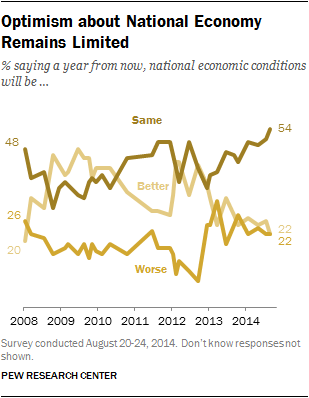 Optimism about National Economy
Remains Limited
% saying a year from now, national economic conditions
will be ...
Same
54
48
Better
26
22
20
22
Worse
2008 2009 2010 2011 2012 2013 2014
Survey conducted August 20-24, 2014. Don't know responses not
shown.
PEW RESEARCH CENTER